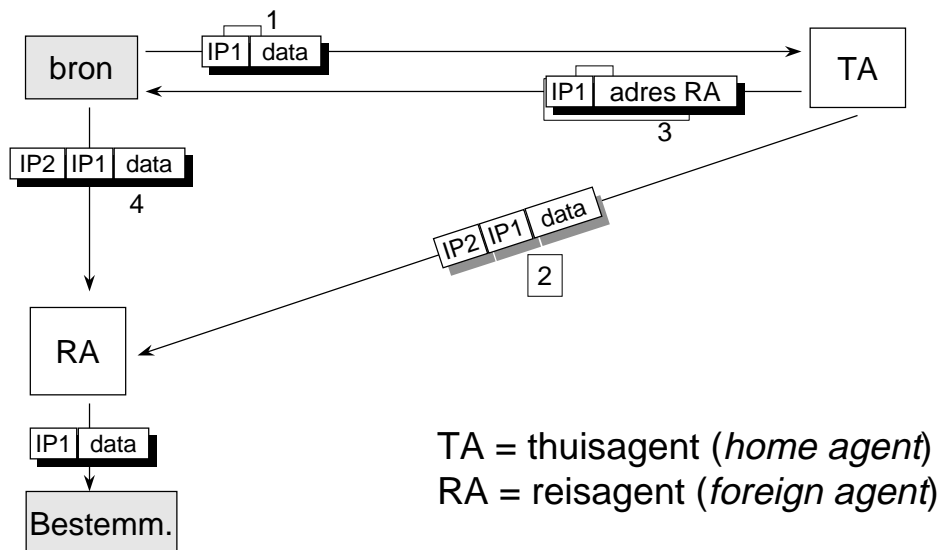 1
IP1 data
bron
TA
IP1 adres RA
3
IP2 IP1 data
4
IP2 IP1 data
2
RA
IP1 data
TA = thuisagent (home agent)
RA = reisagent (foreign agent)
Bestemm.